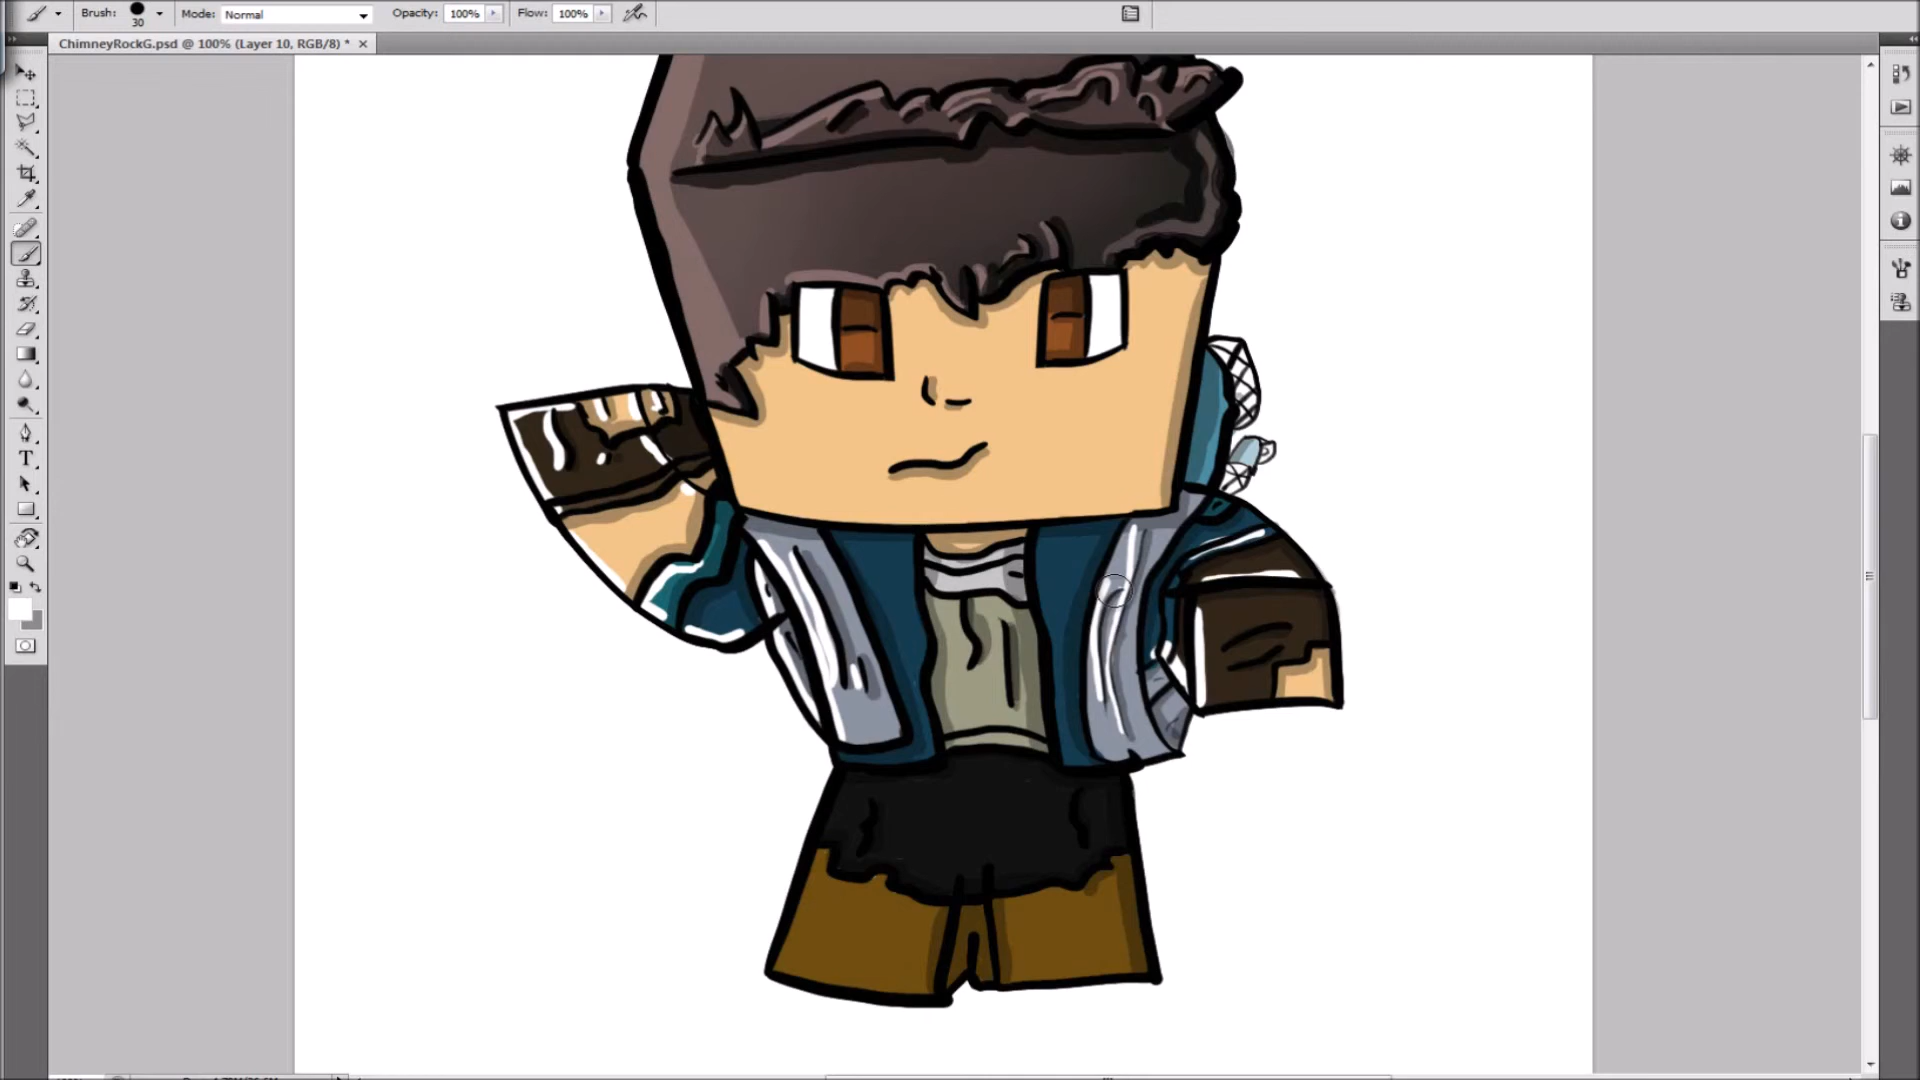 Brush: 30 Mode: Normal Opacity: 100% Flow: 100%
ChimneyRockG.psd @ 100% (Layer 10, RGB/8) * ×
T